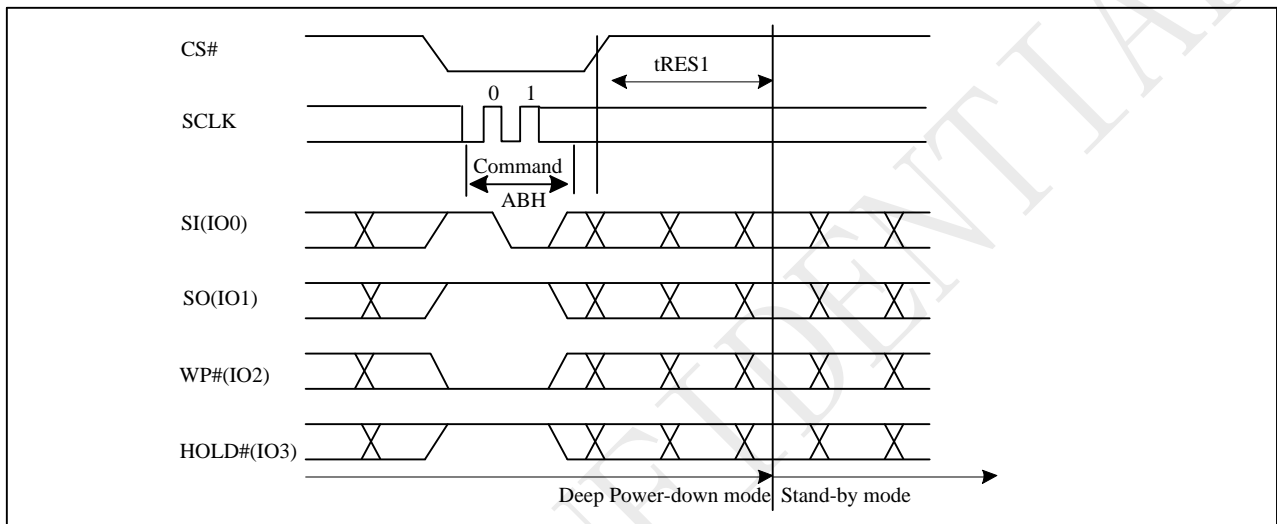 CS#
tRES1
0 1
SCLK
Command
ABH
SI(IO0)
SO(IO1)
WP#(IO2)
HOLD#(IO3)
Deep Power-down mode Stand-by mode
FIDENTIA